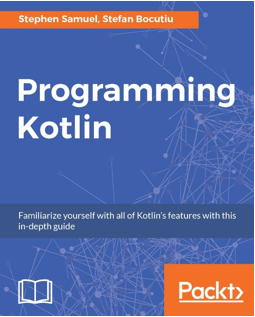 Stephen Samuel, Stefan Bocutiu
Programming
Kotlin
Familiarize yourself with all of Kotlin's features with this
in-depth guide
Packt>